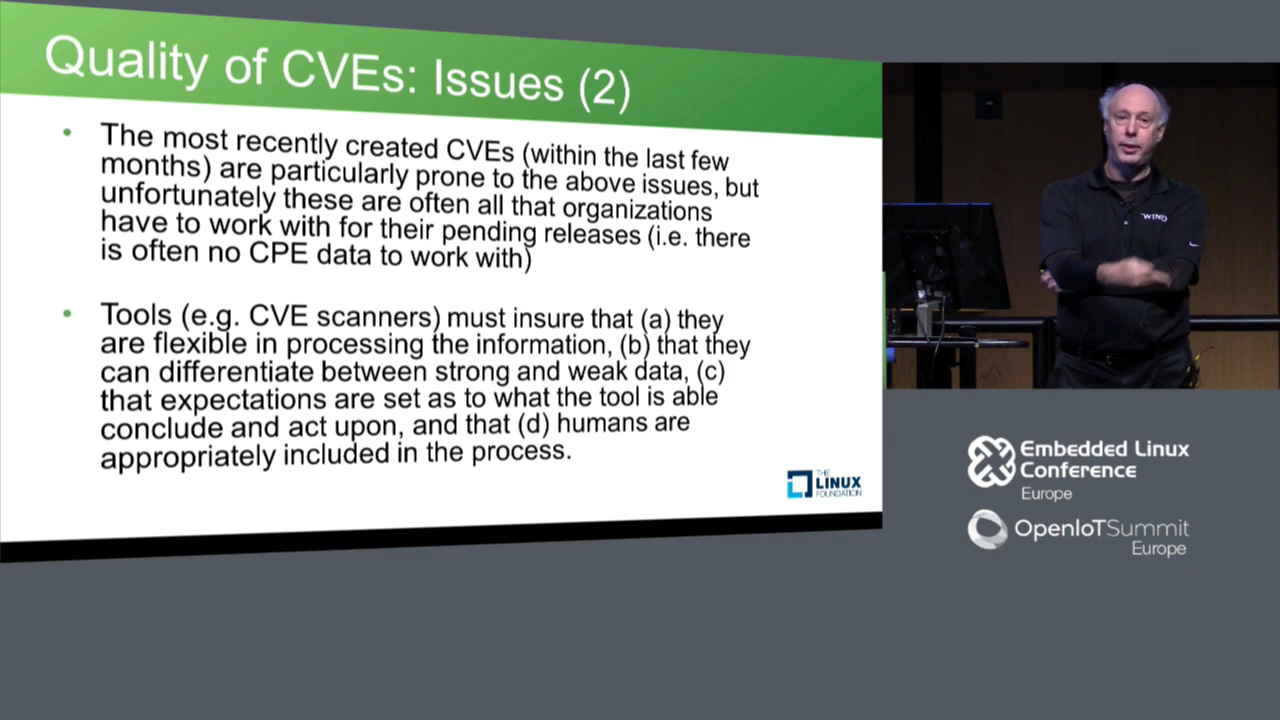 Quality of CVEs: Issues (2)
• The most recently created CVEs (within the last few
months) are particularly prone to the above issues, but
unfortunately these are often all that organizations
have to work with for their pending releases (i.e. there
is often no CPE data to work with)
• Tools (e.g. CVE scanners) must insure that (a) they
are flexible in processing the information, (b) that they
can differentiate between strong and weak data, (c)
that expectations are set as to what the tool is able
conclude and act upon, and that (d) humans are
appropriately included in the process.
THE
LINUX
FOUNDATION
WIND
Embedded Linux
Conference
Europe
OpenIoTSummit
Europe